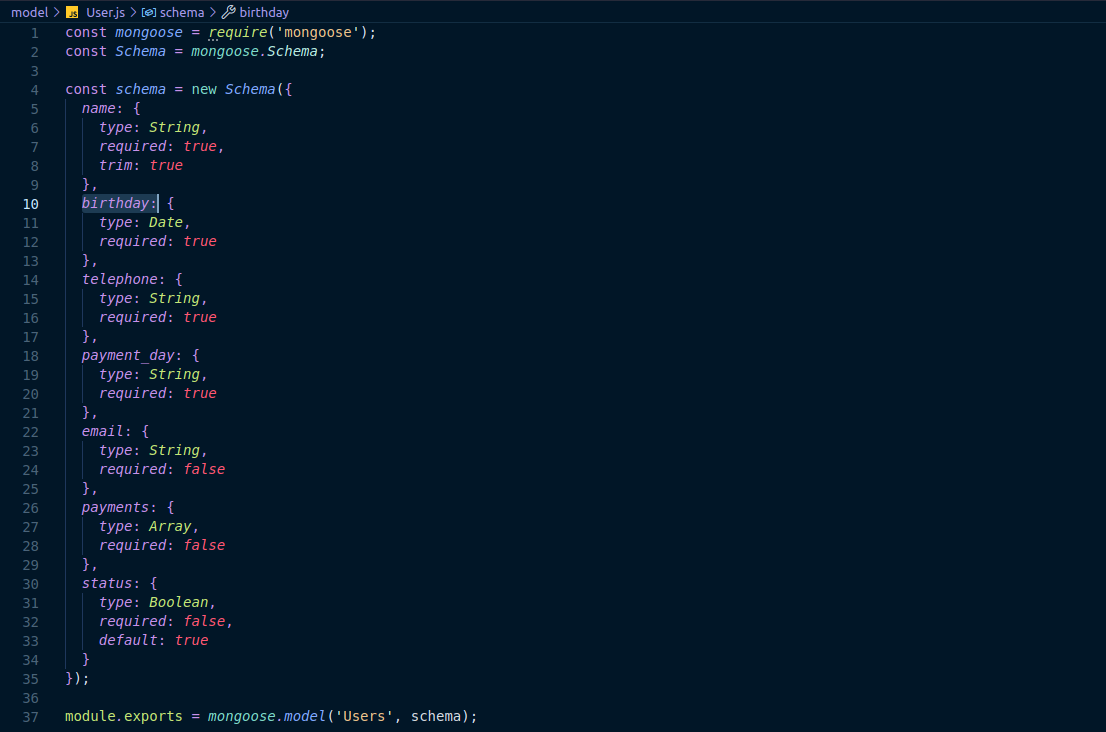 model > JS User.js > schema > birthday
1 const mongoose = require('mongoose');
2 const Schema = mongoose.Schema;
3
4 const schema = new Schema({
5   name: {
6     type: String,
7     required: true,
8     trim: true
9   },
10   birthday: {
11     type: Date,
12     required: true
13   },
14   telephone: {
15     type: String,
16     required: true
17   },
18   payment_day: {
19     type: String,
20     required: true
21   },
22   email: {
23     type: String,
24     required: false
25   },
26   payments: {
27     type: Array,
28     required: false
29   },
30   status: {
31     type: Boolean,
32     required: false,
33     default: true
34   }
35 });
36
37 module.exports = mongoose.model('Users', schema);